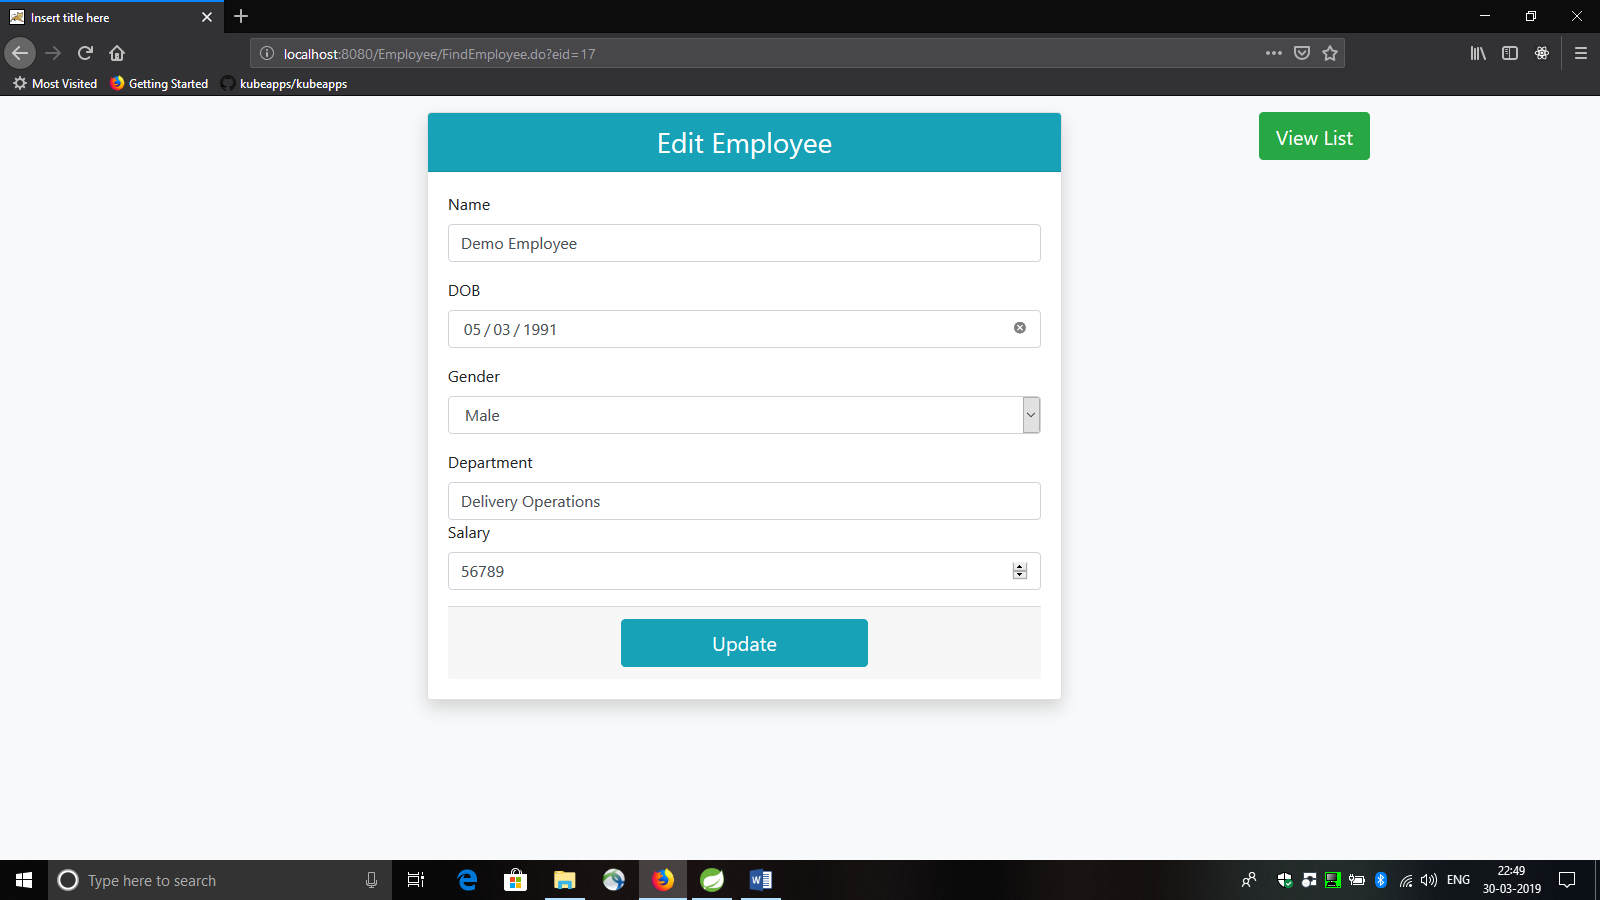 Insert title here
localhost:8080/Employee/FindEmployee.do?eid=17
Most Visited Getting Started kubeapps/kubeapps
Edit Employee
View List
Name
Demo Employee
DOB
05 / 03 / 1991
Gender
Male
Department
Delivery Operations
Salary
56789
Update
Type here to search
ENG
22:49
30-03-2019